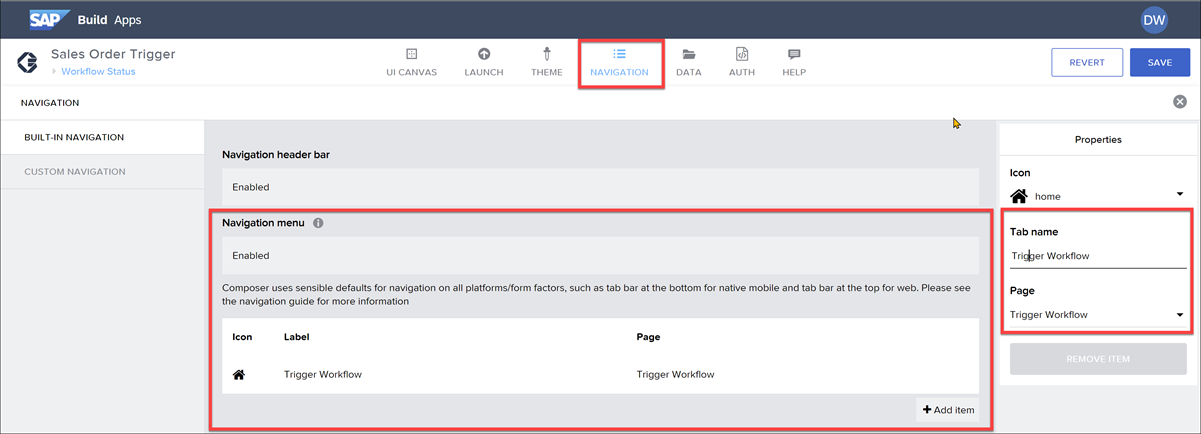 SAP Build Apps DW
Sales Order Trigger
Workflow Status
UI CANVAS LAUNCH THEME NAVIGATION DATA AUTH HELP REVERT SAVE
NAVIGATION
BUILT-IN NAVIGATION
CUSTOM NAVIGATION
Navigation header bar
Enabled
Navigation menu
Enabled
Composer uses sensible defaults for navigation on all platforms/form factors, such as tab bar at the bottom for native mobile and tab bar at the top for web. Please see
the navigation guide for more information
Icon Label Page
Trigger Workflow Trigger Workflow
+ Add item
Properties
Icon
home
Tab name
Trigger Workflow
Page
Trigger Workflow
REMOVE ITEM